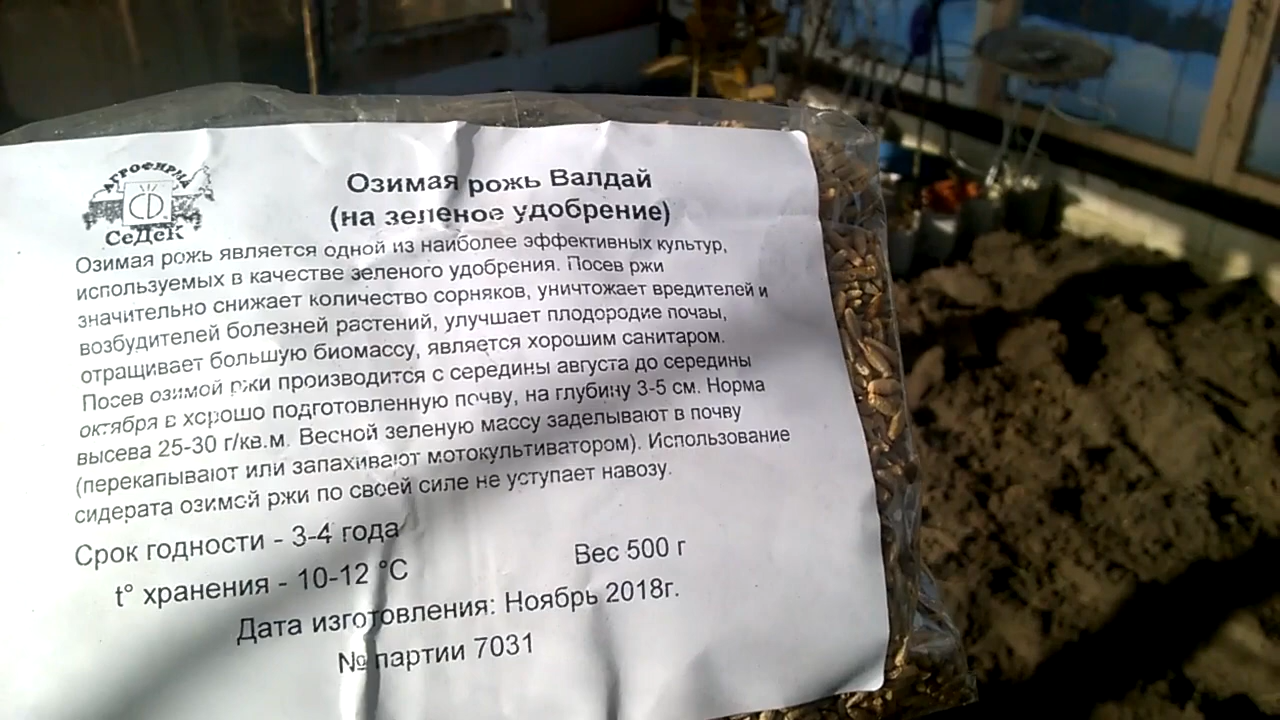 АГРОФИРМА
СеДеК
Озимая рожь Валдай
(на зеленое удобрение)
Озимая рожь является одной из наиболее эффективных культур,
используемых в качестве зеленого удобрения. Посев ржи
значительно снижает количество сорняков, уничтожает вредителей и
возбудителей болезней растений, улучшает плодородие почвы,
отращивает большую биомассу, является хорошим санитаром.
Посев озимой ржи производится с середины августа до середины
октября в хорошо подготовленную почву, на глубину 3-5 см. Норма
высева 25-30 г/кв.м. Весной зеленую массу заделывают в почву
(перекапывают или запахивают мотокультиватором). Использование
сидерата озимой ржи по своей силе не уступает навозу.
Срок годности - 3-4 года
t° хранения - 10-12 °C
Вес 500 г
Дата изготовления: Ноябрь 2018г.
№ партии 7031